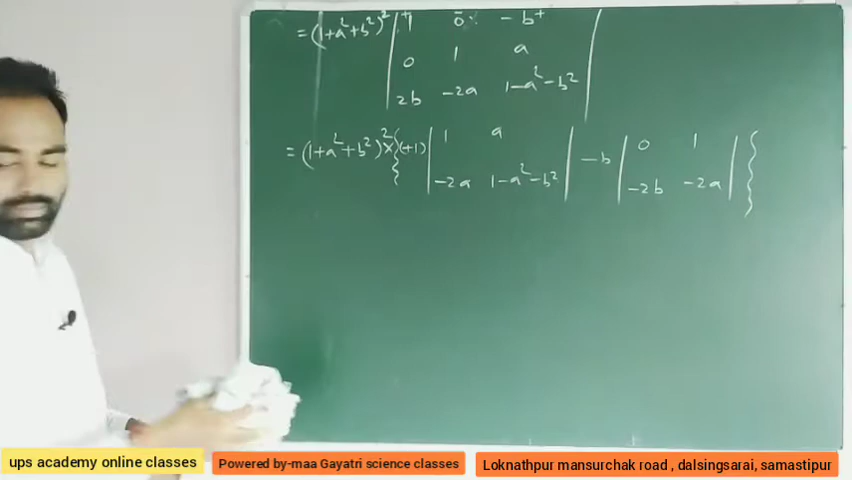 =(1+a²+b²)² | 1 0 -b |
| 0 1 a |
| 2b -2a 1-a²-b² |
=(1+a²+b²)²×{(+1) | 1 a | -b | 0 1 | }
| -2a 1-a²-b² | | -2b -2a |
ups academy online classes
Powered by-maa Gayatri science classes
Loknathpur mansurchak road , dalsingsarai, samastipur